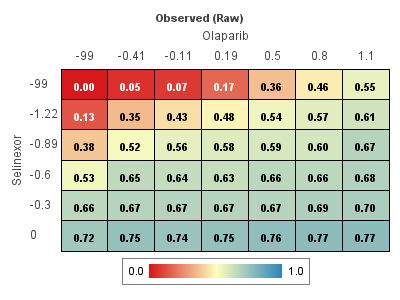 Observed (Raw)
Olaparib
-99 -0.41 -0.11 0.19 0.5 0.8 1.1
Selinexor
-99 0.00 0.05 0.07 0.17 0.36 0.46 0.55
-1.22 0.13 0.35 0.43 0.48 0.54 0.57 0.61
-0.89 0.38 0.52 0.56 0.58 0.59 0.60 0.67
-0.6 0.53 0.65 0.64 0.63 0.66 0.66 0.68
-0.3 0.66 0.67 0.67 0.67 0.67 0.69 0.70
0 0.72 0.75 0.74 0.75 0.76 0.77 0.77
0.0 1.0